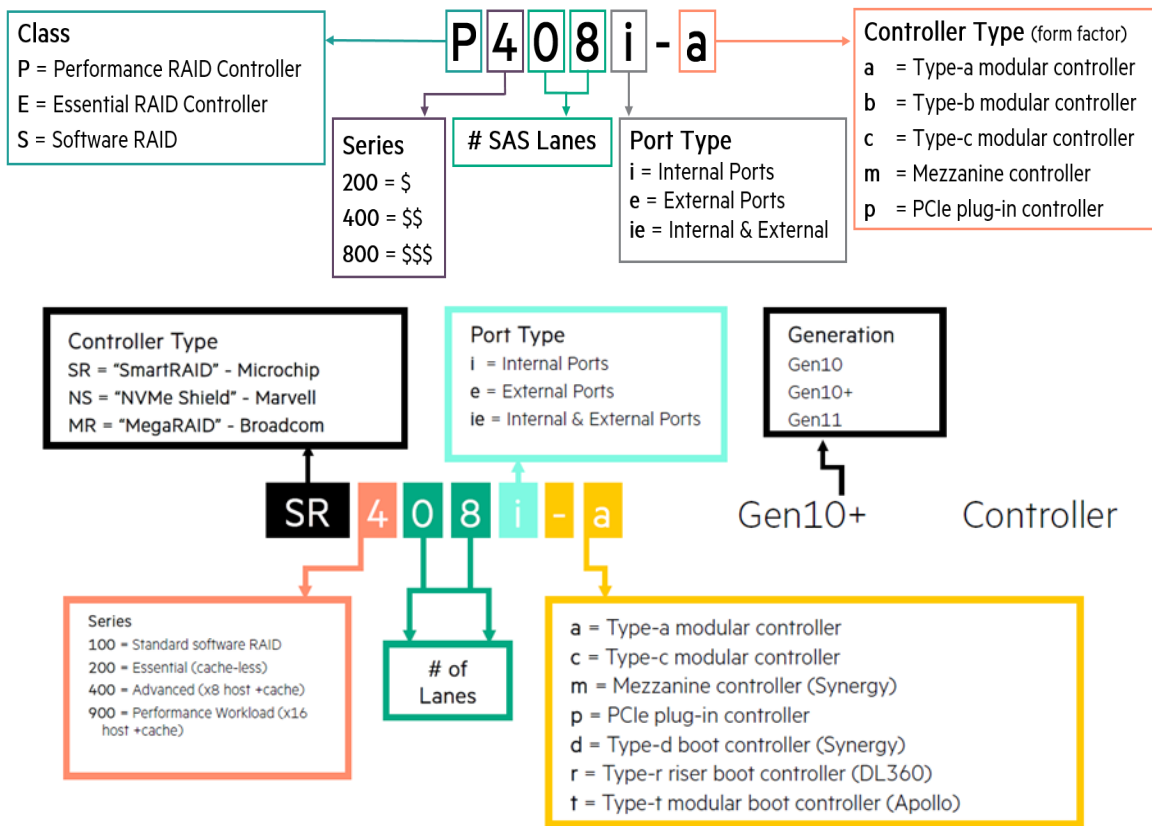 Class
P = Performance RAID Controller
E = Essential RAID Controller
S = Software RAID
P408i-a
Controller Type (form factor)
a = Type-a modular controller
b = Type-b modular controller
c = Type-c modular controller
m = Mezzanine controller
p = PCIe plug-in controller
Series
200 = $
400 = $$
800 = $$$
# SAS Lanes
Port Type
i = Internal Ports
e = External Ports
ie = Internal & External
Controller Type
SR = “SmartRAID” - Microchip
NS = “NVMe Shield” - Marvell
MR = “MegaRAID” - Broadcom
Port Type
i = Internal Ports
e = External Ports
ie = Internal & External Ports
Generation
Gen10
Gen10+
Gen11
SR 4 0 8 i - a
Gen10+ Controller
Series
100 = Standard software RAID
200 = Essential (cache-less)
400 = Advanced (x8 host +cache)
900 = Performance Workload (x16
host +cache)
# of
Lanes
a = Type-a modular controller
c = Type-c modular controller
m = Mezzanine controller (Synergy)
p = PCIe plug-in controller
d = Type-d boot controller (Synergy)
r = Type-r riser boot controller (DL360)
t = Type-t modular boot controller (Apollo)